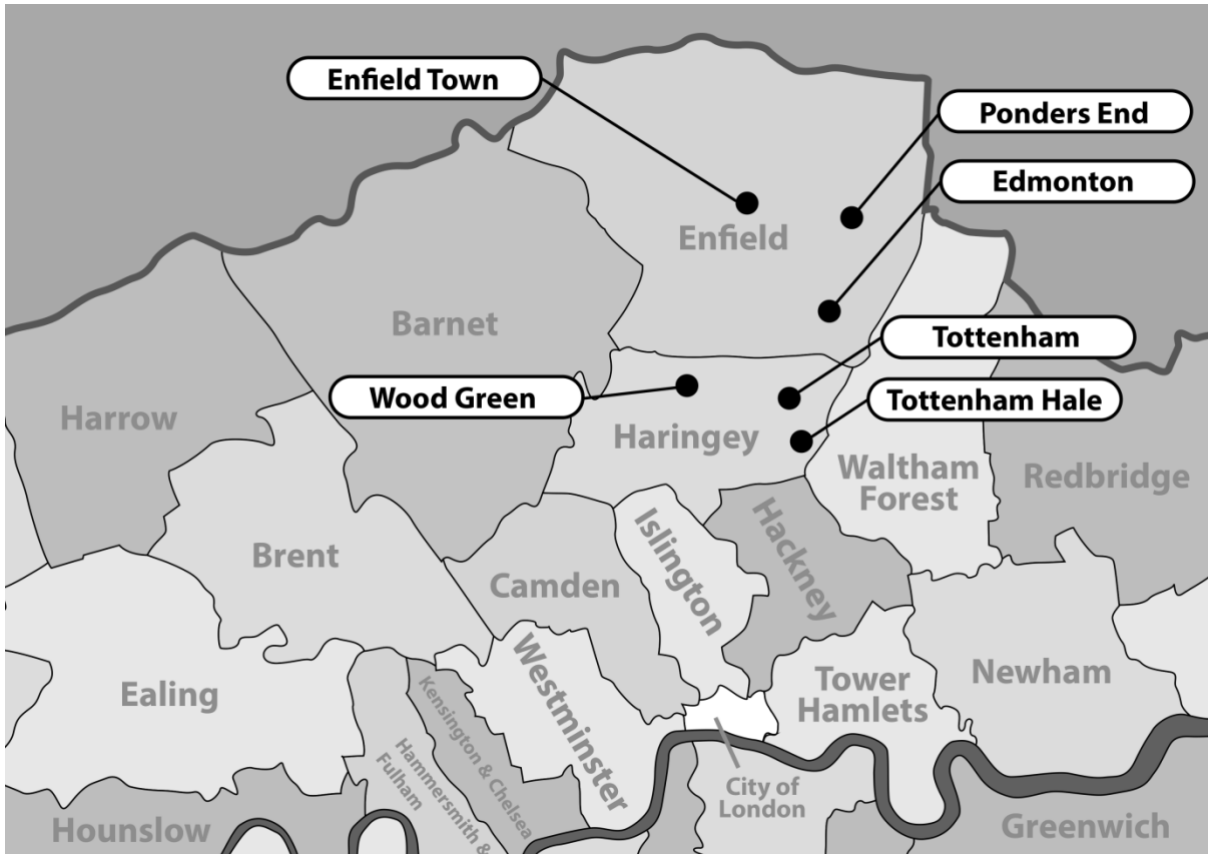 Enfield Town
Ponders End
Edmonton
Enfield
Barnet
Tottenham
Wood Green
Tottenham Hale
Harrow
Haringey
Waltham
Forest
Redbridge
Brent
Camden
Islington
Hackney
Ealing
Kensington & Chelsea
Hammersmith &
Fulham
Westminster
Tower
Hamlets
Newham
City of
London
Hounslow
Greenwich